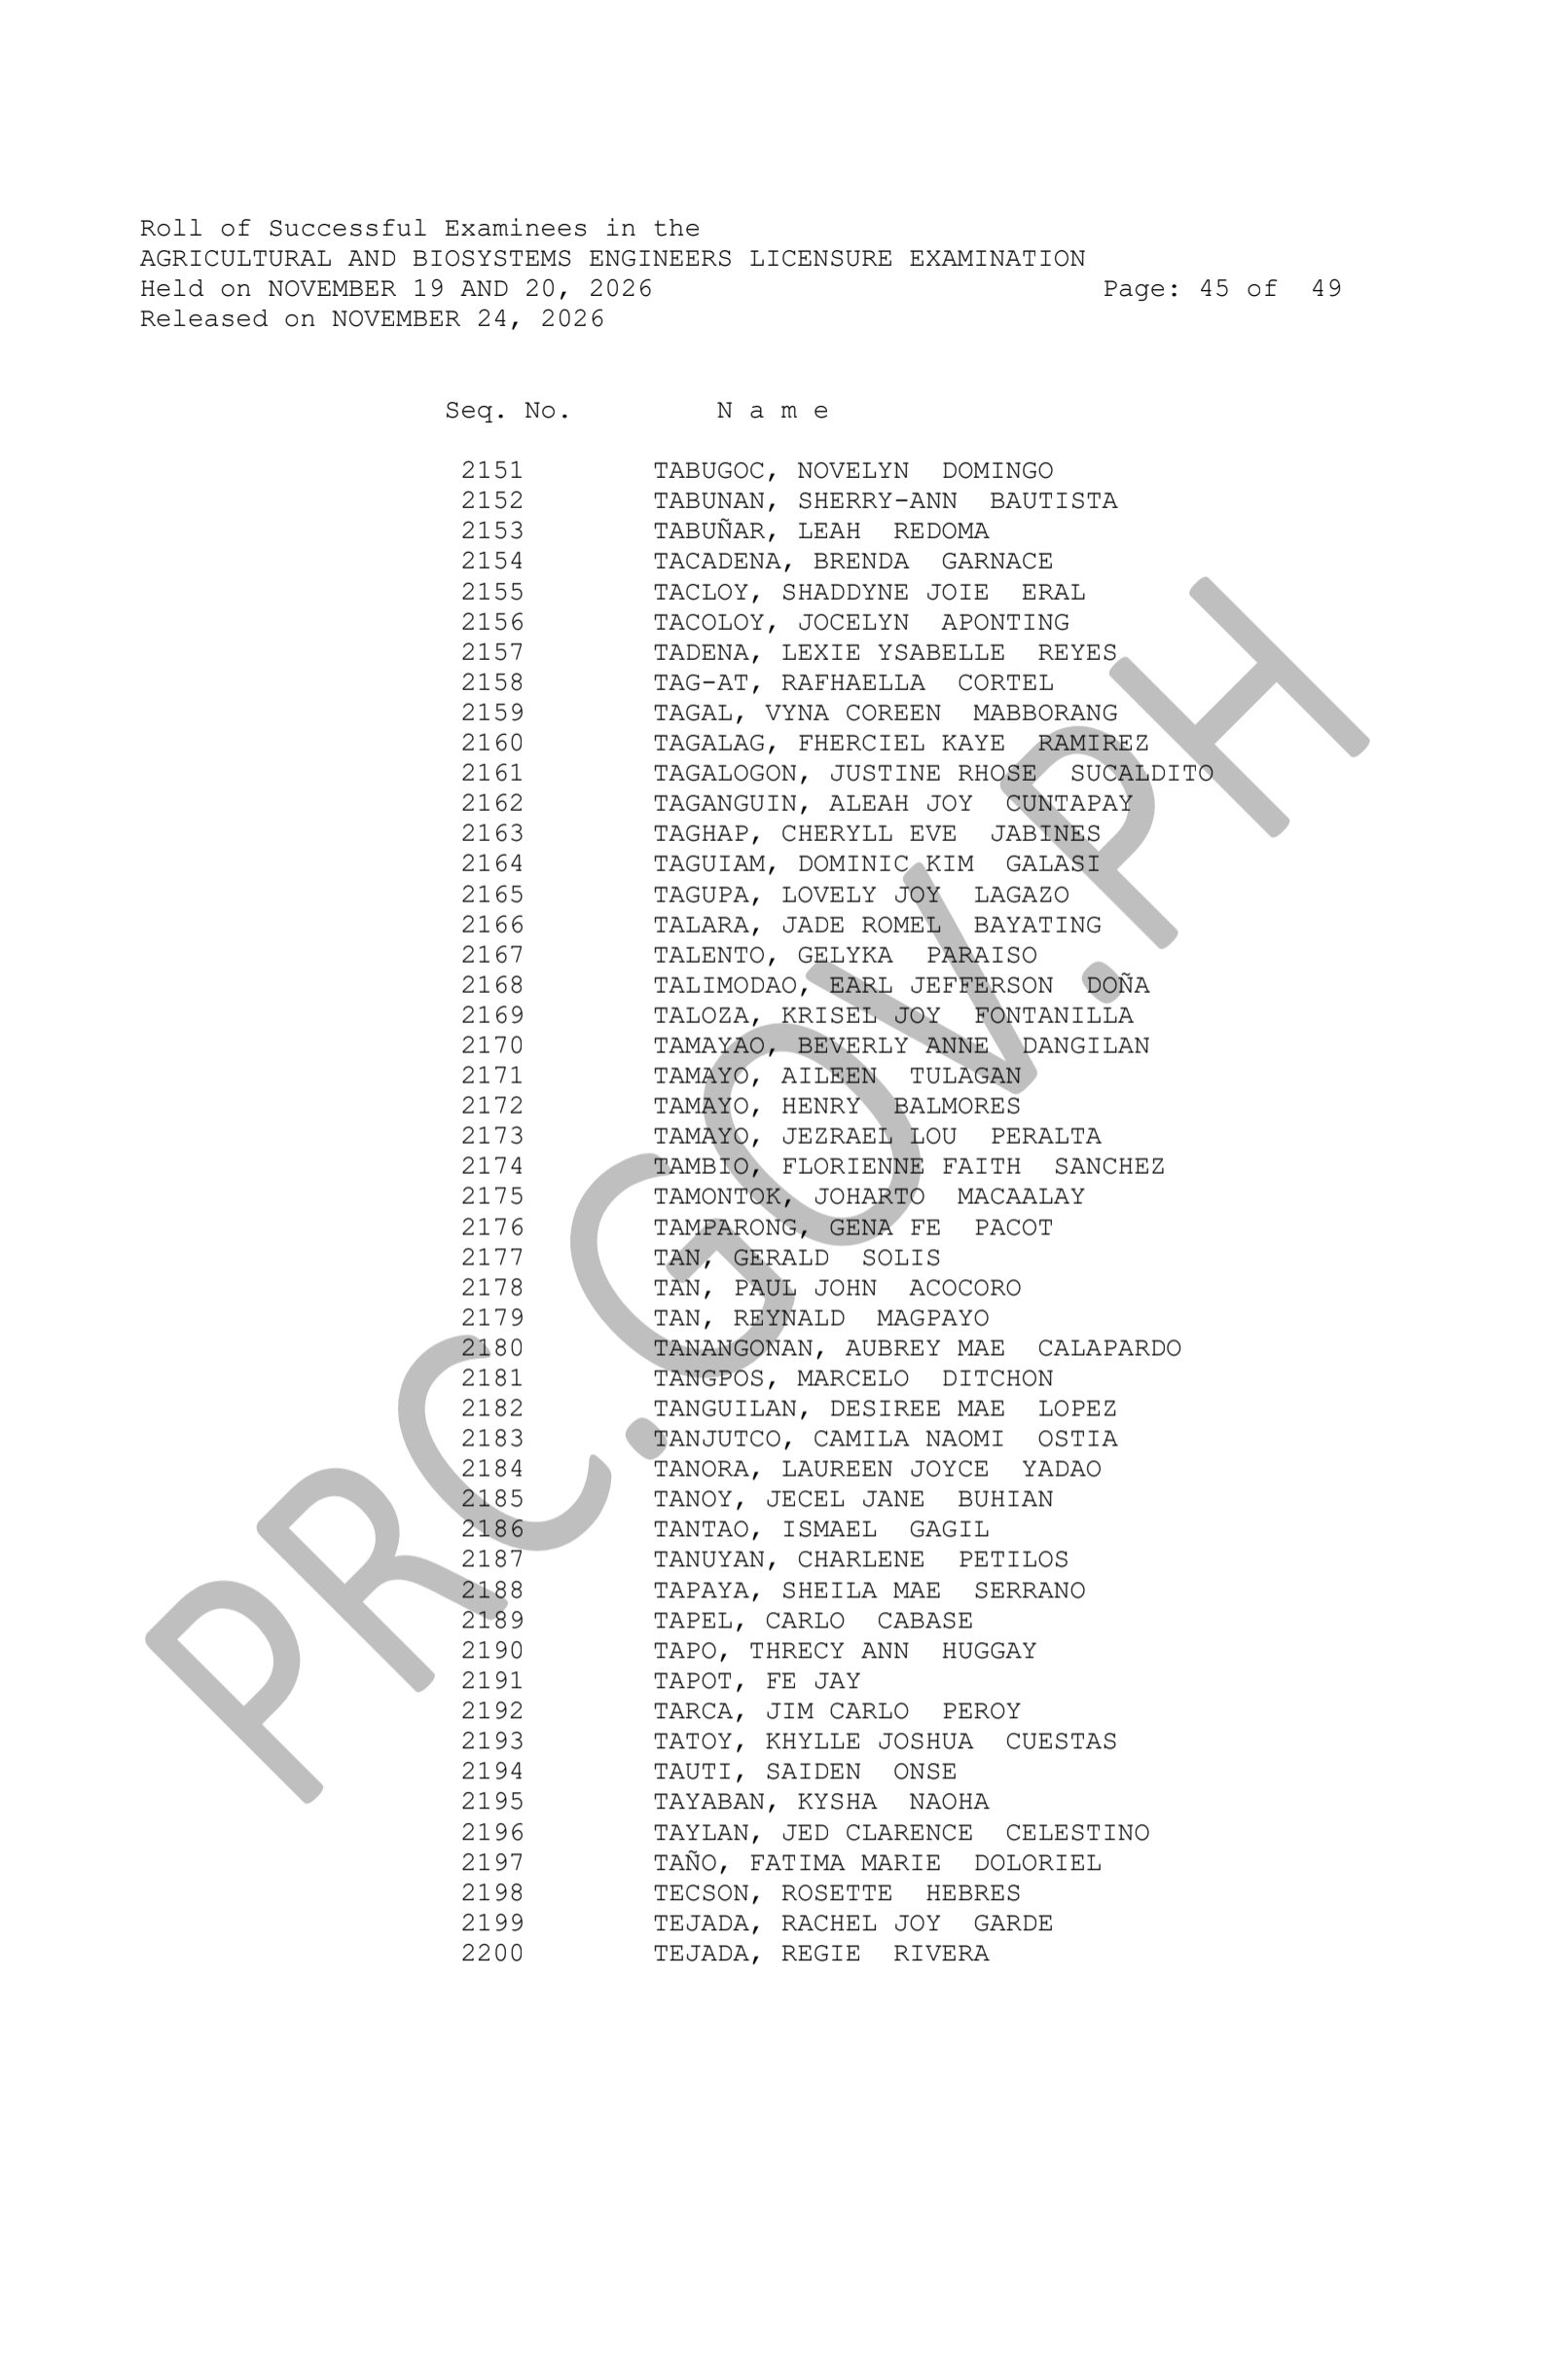 Roll of Successful Examinees in the
AGRICULTURAL AND BIOSYSTEMS ENGINEERS LICENSURE EXAMINATION
Held on NOVEMBER 19 AND 20, 2026 Page: 45 of 49
Released on NOVEMBER 24, 2026
Seq. No. N a m e
2151 TABUGOC, NOVELYN DOMINGO
2152 TABUNAN, SHERRY-ANN BAUTISTA
2153 TABUÑAR, LEAH REDOMA
2154 TACADENA, BRENDA GARNACE
2155 TACLOY, SHADDYNE JOIE ERAL
2156 TACOLOY, JOCELYN APONTING
2157 TADENA, LEXIE YSABELLE REYES
2158 TAG-AT, RAFHAELLA CORTEL
2159 TAGAL, VYNA COREEN MABBORANG
2160 TAGALAG, FHERCIEL KAYE RAMIREZ
2161 TAGALOGON, JUSTINE RHOSE SUCALDITO
2162 TAGANGUIN, ALEAH JOY CUNTAPAY
2163 TAGHAP, CHERYLL EVE JABINES
2164 TAGUIAM, DOMINIC KIM GALASI
2165 TAGUPA, LOVELY JOY LAGAZO
2166 TALARA, JADE ROMEL BAYATING
2167 TALENTO, GELYKA PARAISO
2168 TALIMODAO, EARL JEFFERSON DOÑA
2169 TALOZA, KRISEL JOY FONTANILLA
2170 TAMAYAO, BEVERLY ANNE DANGILAN
2171 TAMAYO, AILEEN TULAGAN
2172 TAMAYO, HENRY BALMORES
2173 TAMAYO, JEZRAEL LOU PERALTA
2174 TAMBIO, FLORIENNE FAITH SANCHEZ
2175 TAMONTOK, JOHARTO MACAALAY
2176 TAMPARONG, GENA FE PACOT
2177 TAN, GERALD SOLIS
2178 TAN, PAUL JOHN ACOCORO
2179 TAN, REYNALD MAGPAYO
2180 TANANGONAN, AUBREY MAE CALAPARDO
2181 TANGPOS, MARCELO DITCHON
2182 TANGUILAN, DESIREE MAE LOPEZ
2183 TANJUTCO, CAMILA NAOMI OSTIA
2184 TANORA, LAUREEN JOYCE YADAO
2185 TANOY, JECEL JANE BUHIAN
2186 TANTAO, ISMAEL GAGIL
2187 TANUYAN, CHARLENE PETILOS
2188 TAPAYA, SHEILA MAE SERRANO
2189 TAPEL, CARLO CABASE
2190 TAPO, THRECY ANN HUGGAY
2191 TAPOT, FE JAY
2192 TARCA, JIM CARLO PEROY
2193 TATOY, KHYLLE JOSHUA CUESTAS
2194 TAUTI, SAIDEN ONSE
2195 TAYABAN, KYSHA NAOHA
2196 TAYLAN, JED CLARENCE CELESTINO
2197 TAÑO, FATIMA MARIE DOLORIEL
2198 TECSON, ROSETTE HEBRES
2199 TEJADA, RACHEL JOY GARDE
2200 TEJADA, REGIE RIVERA
PRC.GOV.PH